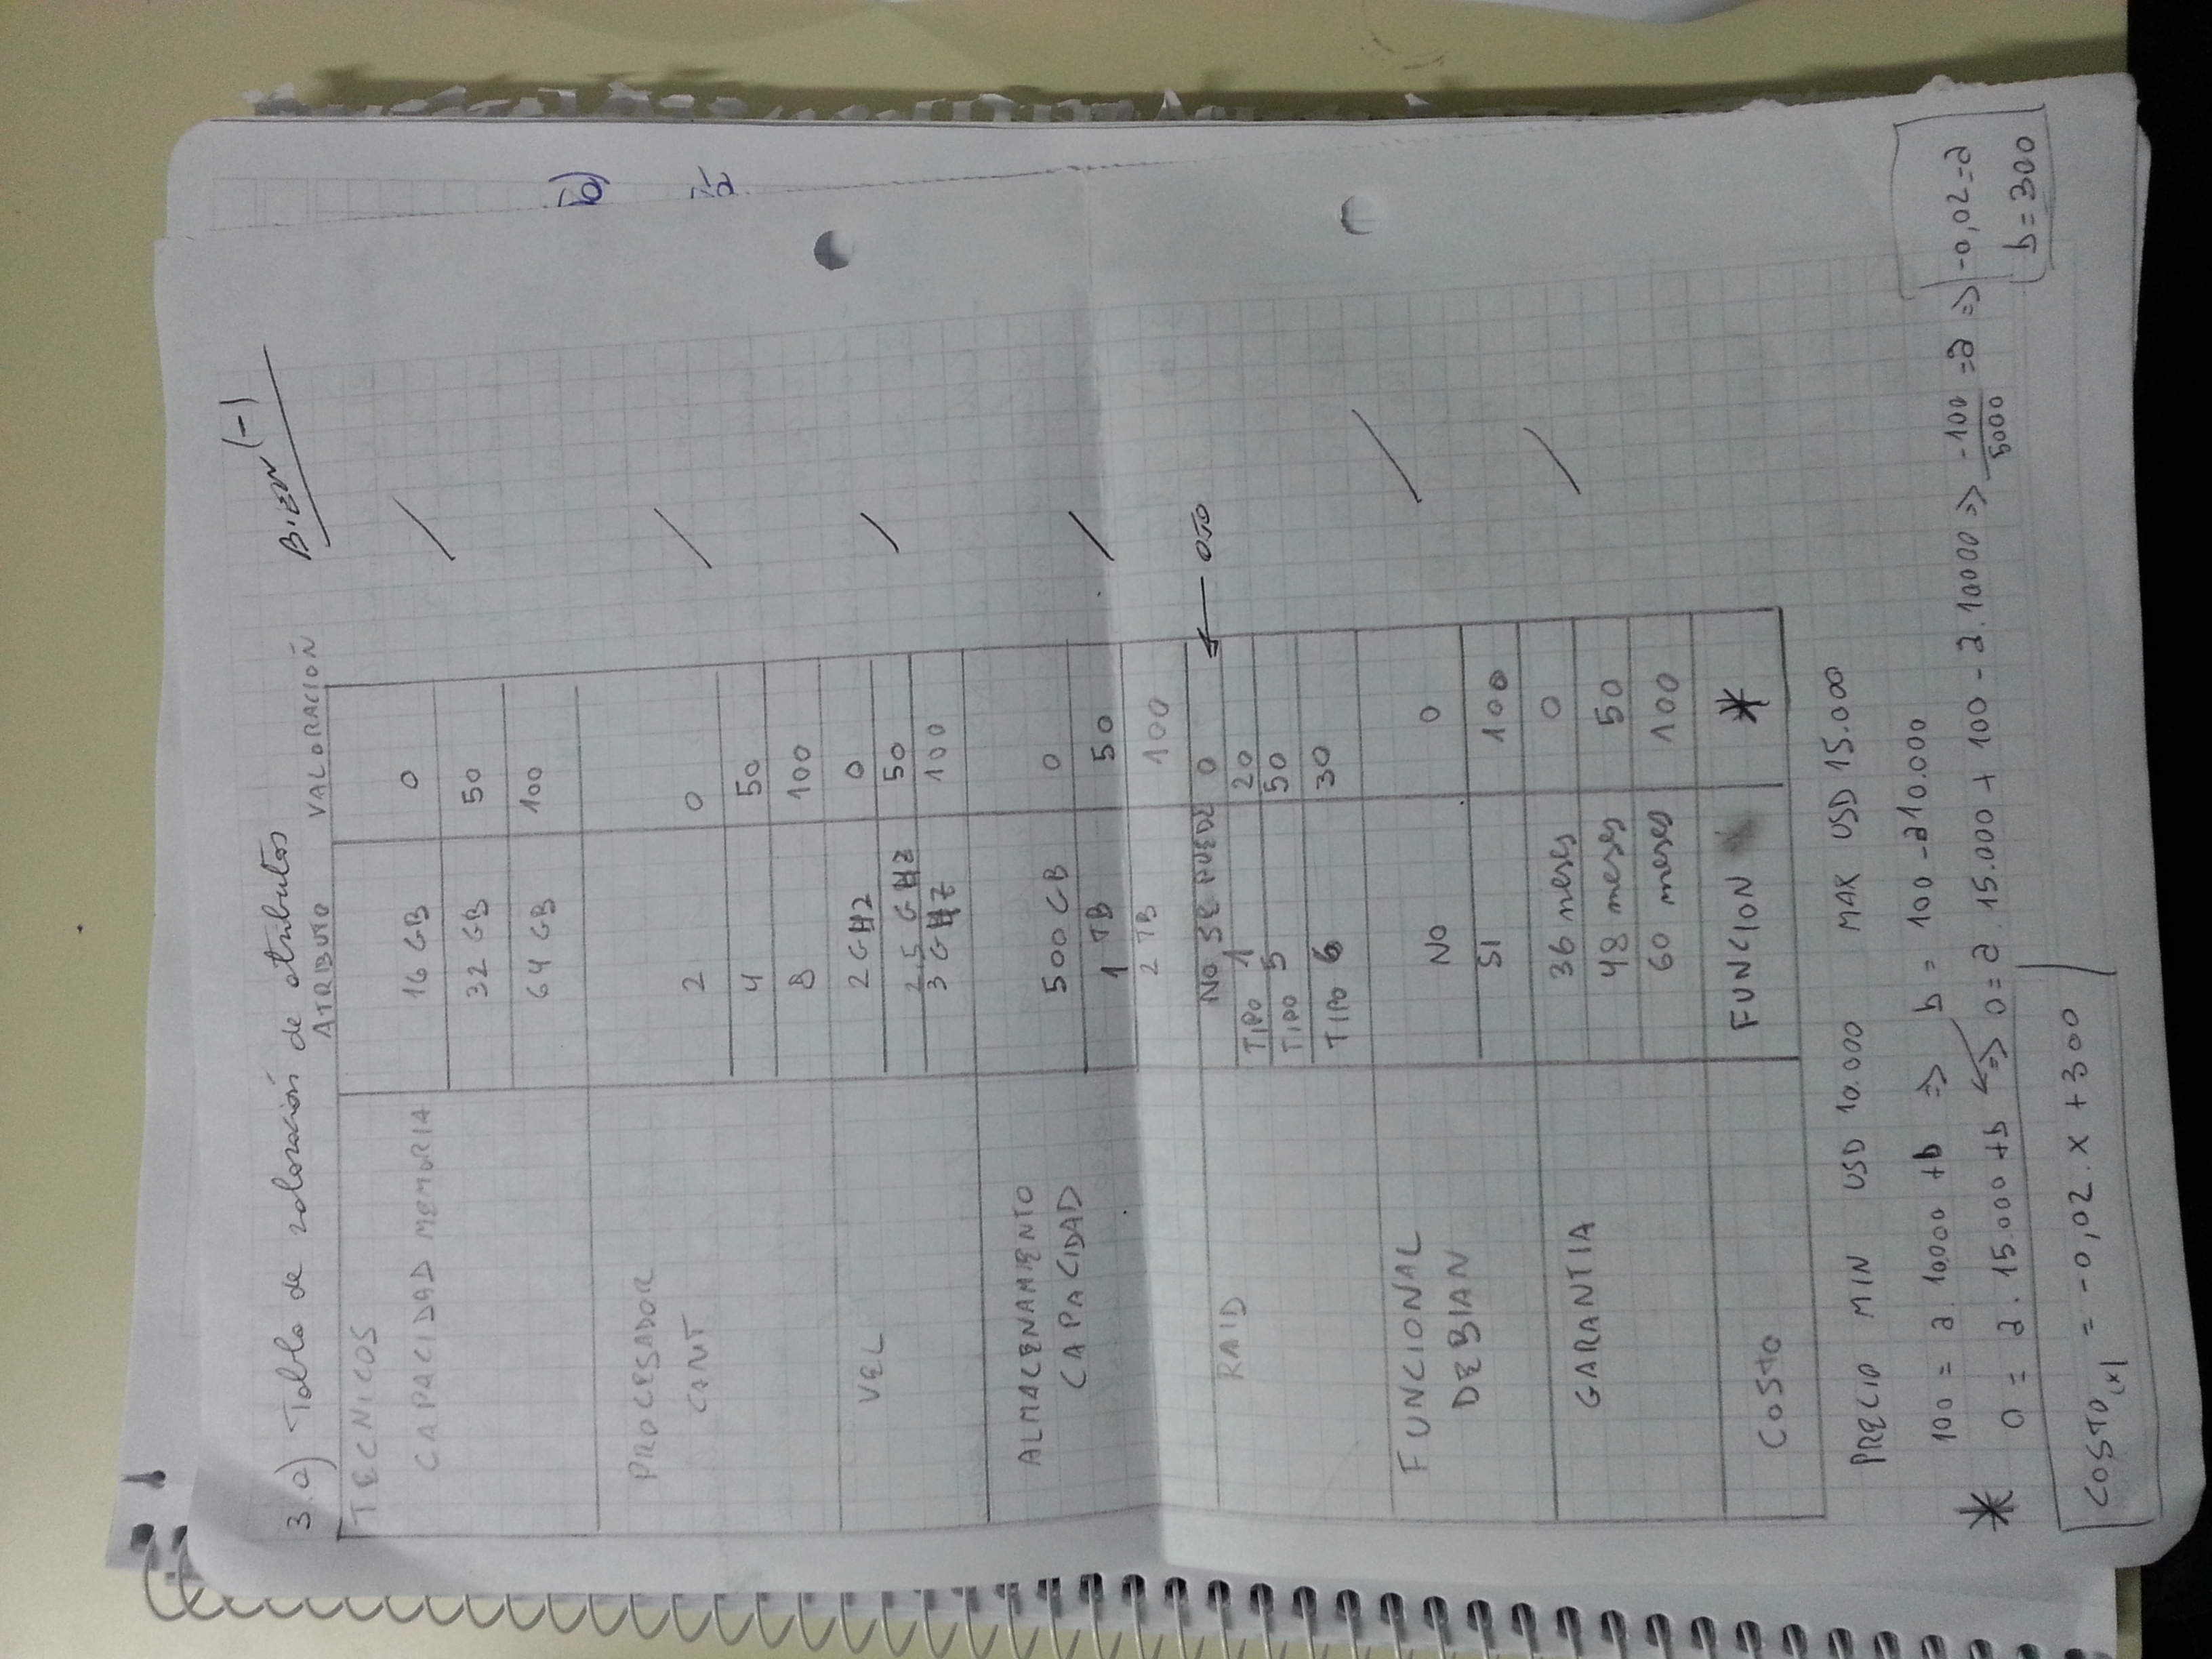 3.a) Tabla de valoración de atributos
BIEN (-)
ATRIBUTO VALORACIÓN
TECNICOS
CAPACIDAD MEMORIA 16 GB 0
32 GB 50
64 GB 100
PROCESADOR
CANT 2 0
4 50
8 100
VEL 2 GHZ 0
2,5 GHZ 50
3 GHZ 100
ALMACENAMIENTO
CAPACIDAD 500 GB 0
1 TB 50
2 TB 100
RAID NO SE PUEDE 0 ← OJO
TIPO 1 20
TIPO 5 50
TIPO 6 30
FUNCIONAL
DEBIAN NO 0
SI 100
GARANTIA 36 meses 0
48 meses 50
60 meses 100
COSTO FUNCION *
PRECIO MIN USD 10.000 MAX USD 15.000
100 = a.10.000 + b => b = 100 - a10.000
* 0 = a.15.000 + b => 0 = a.15.000 + 100 - a.10000 => -100/5000 = a => -0,02 = a
b = 300
COSTO(x) = -0,02.x + 300